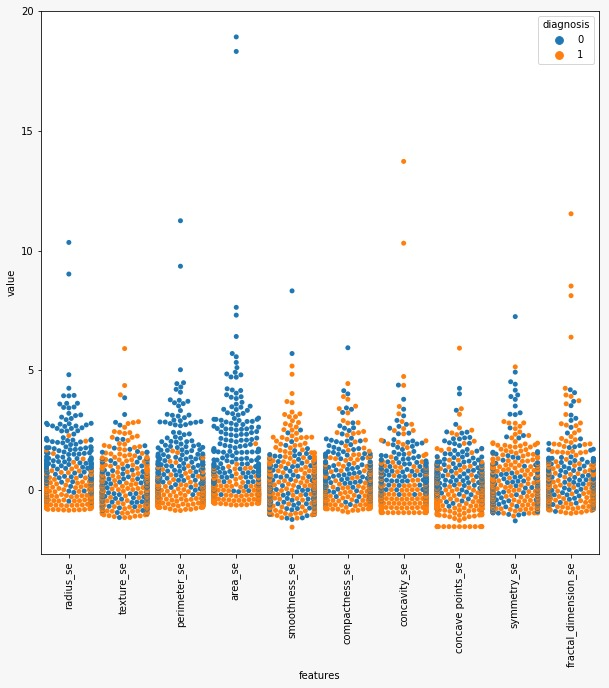 diagnosis
0
1
20
15
10
5
0
value
radius_se
texture_se
perimeter_se
area_se
smoothness_se
compactness_se
concavity_se
concave points_se
symmetry_se
fractal_dimension_se
features